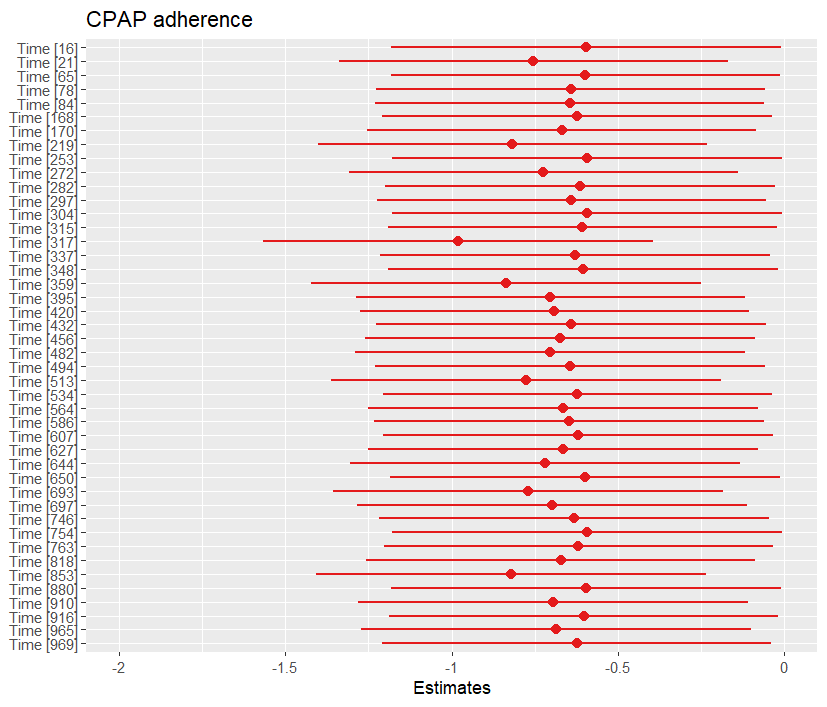 CPAP adherence
Time [16]
Time [21]
Time [65]
Time [78]
Time [84]
Time [168]
Time [170]
Time [219]
Time [253]
Time [272]
Time [282]
Time [297]
Time [304]
Time [315]
Time [317]
Time [337]
Time [348]
Time [359]
Time [395]
Time [420]
Time [432]
Time [456]
Time [482]
Time [494]
Time [513]
Time [534]
Time [564]
Time [586]
Time [607]
Time [627]
Time [644]
Time [650]
Time [693]
Time [697]
Time [746]
Time [754]
Time [763]
Time [818]
Time [853]
Time [880]
Time [910]
Time [916]
Time [965]
Time [969]
-2 -1.5 -1 -0.5 0
Estimates